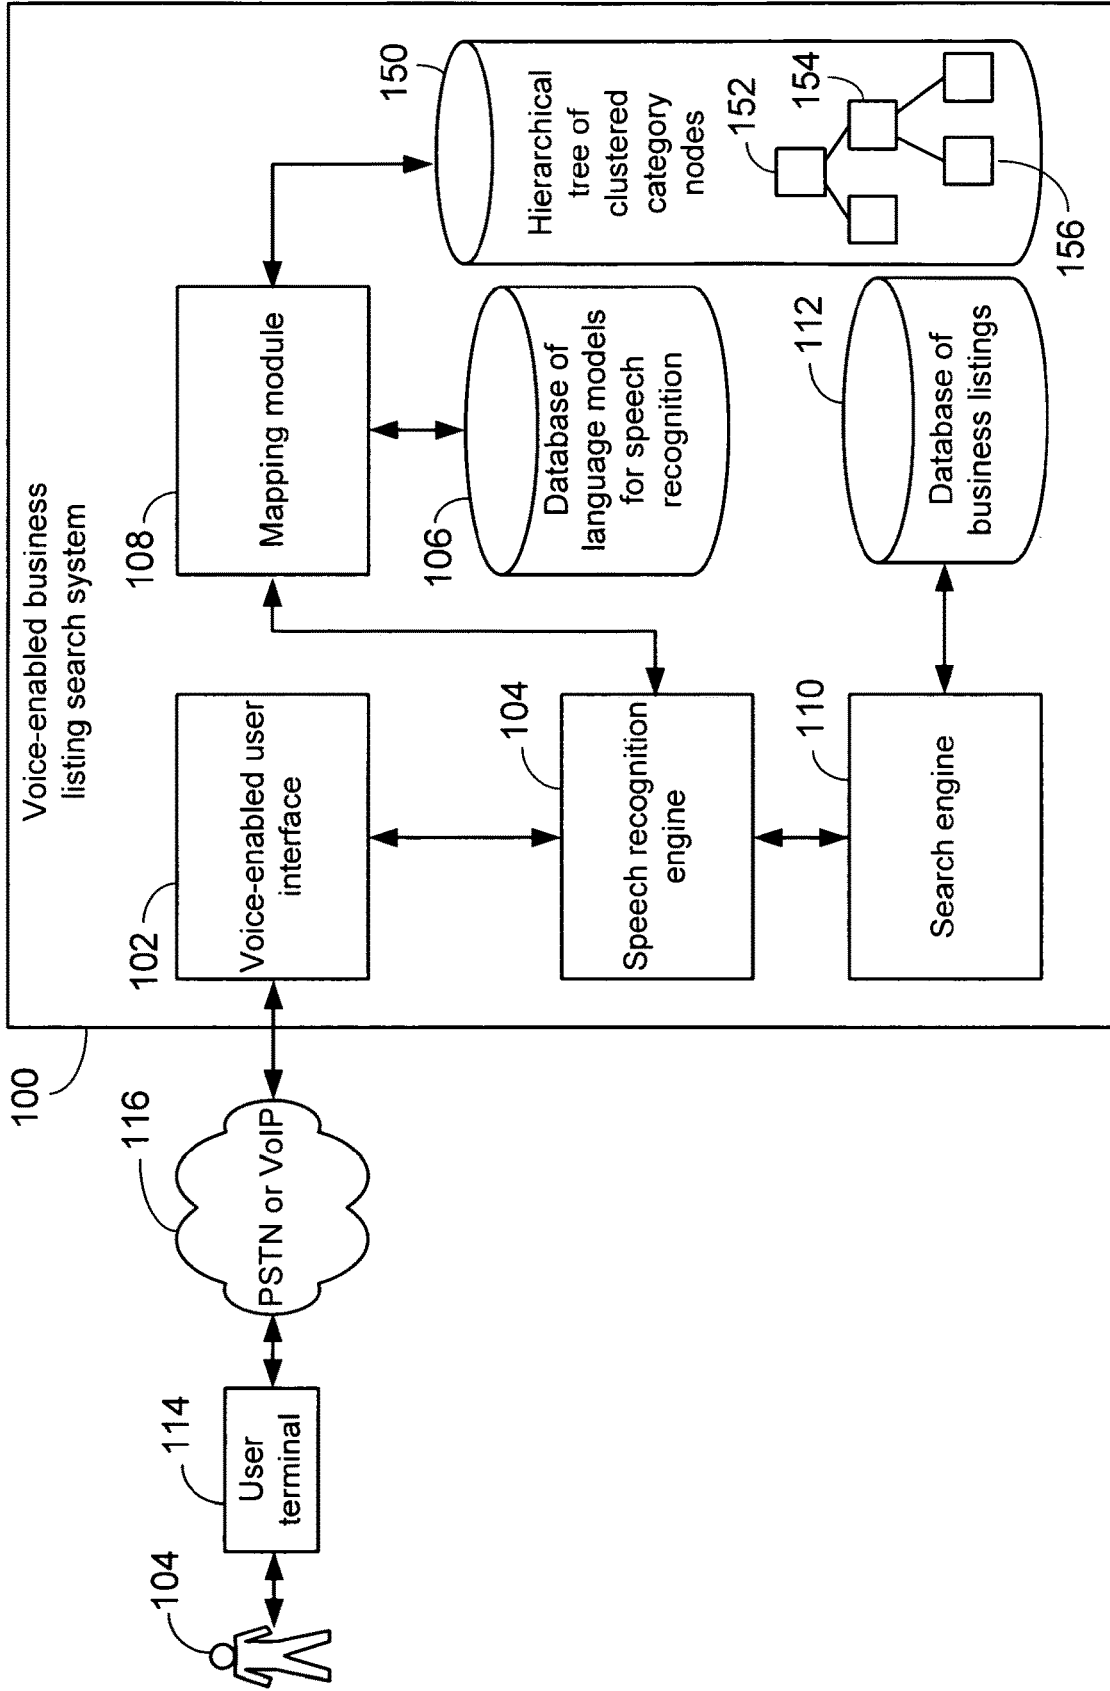 Voice-enabled business
listing search system
100
104
114
User
terminal
116
PSTN or VoIP
102
Voice-enabled user
interface
108
Mapping module
150
Hierarchical
tree of
clustered
category
nodes
152
154
156
104
Speech recognition
engine
106
Database of
language models
for speech
recognition
110
Search engine
112
Database of
business listings